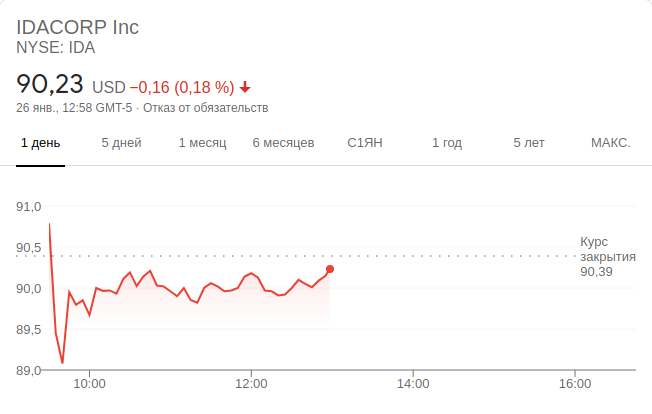 IDACORP Inc
NYSE: IDA
90,23 USD −0,16 (0,18 %)
26 янв., 12:58 GMT-5 · Отказ от обязательств
1 день 5 дней 1 месяц 6 месяцев С1ЯН 1 год 5 лет МАКС.
91,0
90,5
90,0
89,5
89,0
Курс
закрытия
90,39
10:00 12:00 14:00 16:00